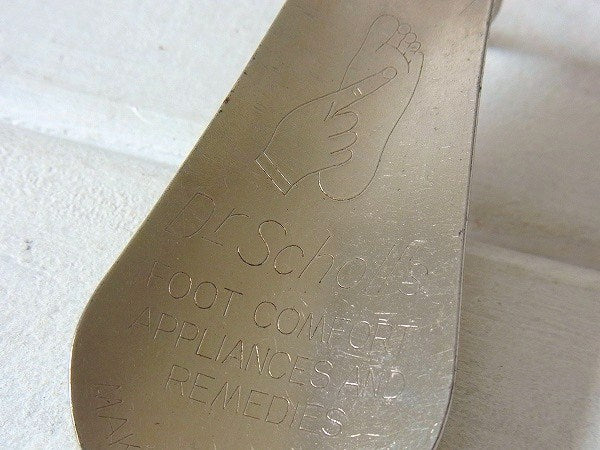 Dr Scholl's
FOOT COMFORT
APPLIANCES AND
REMEDIES